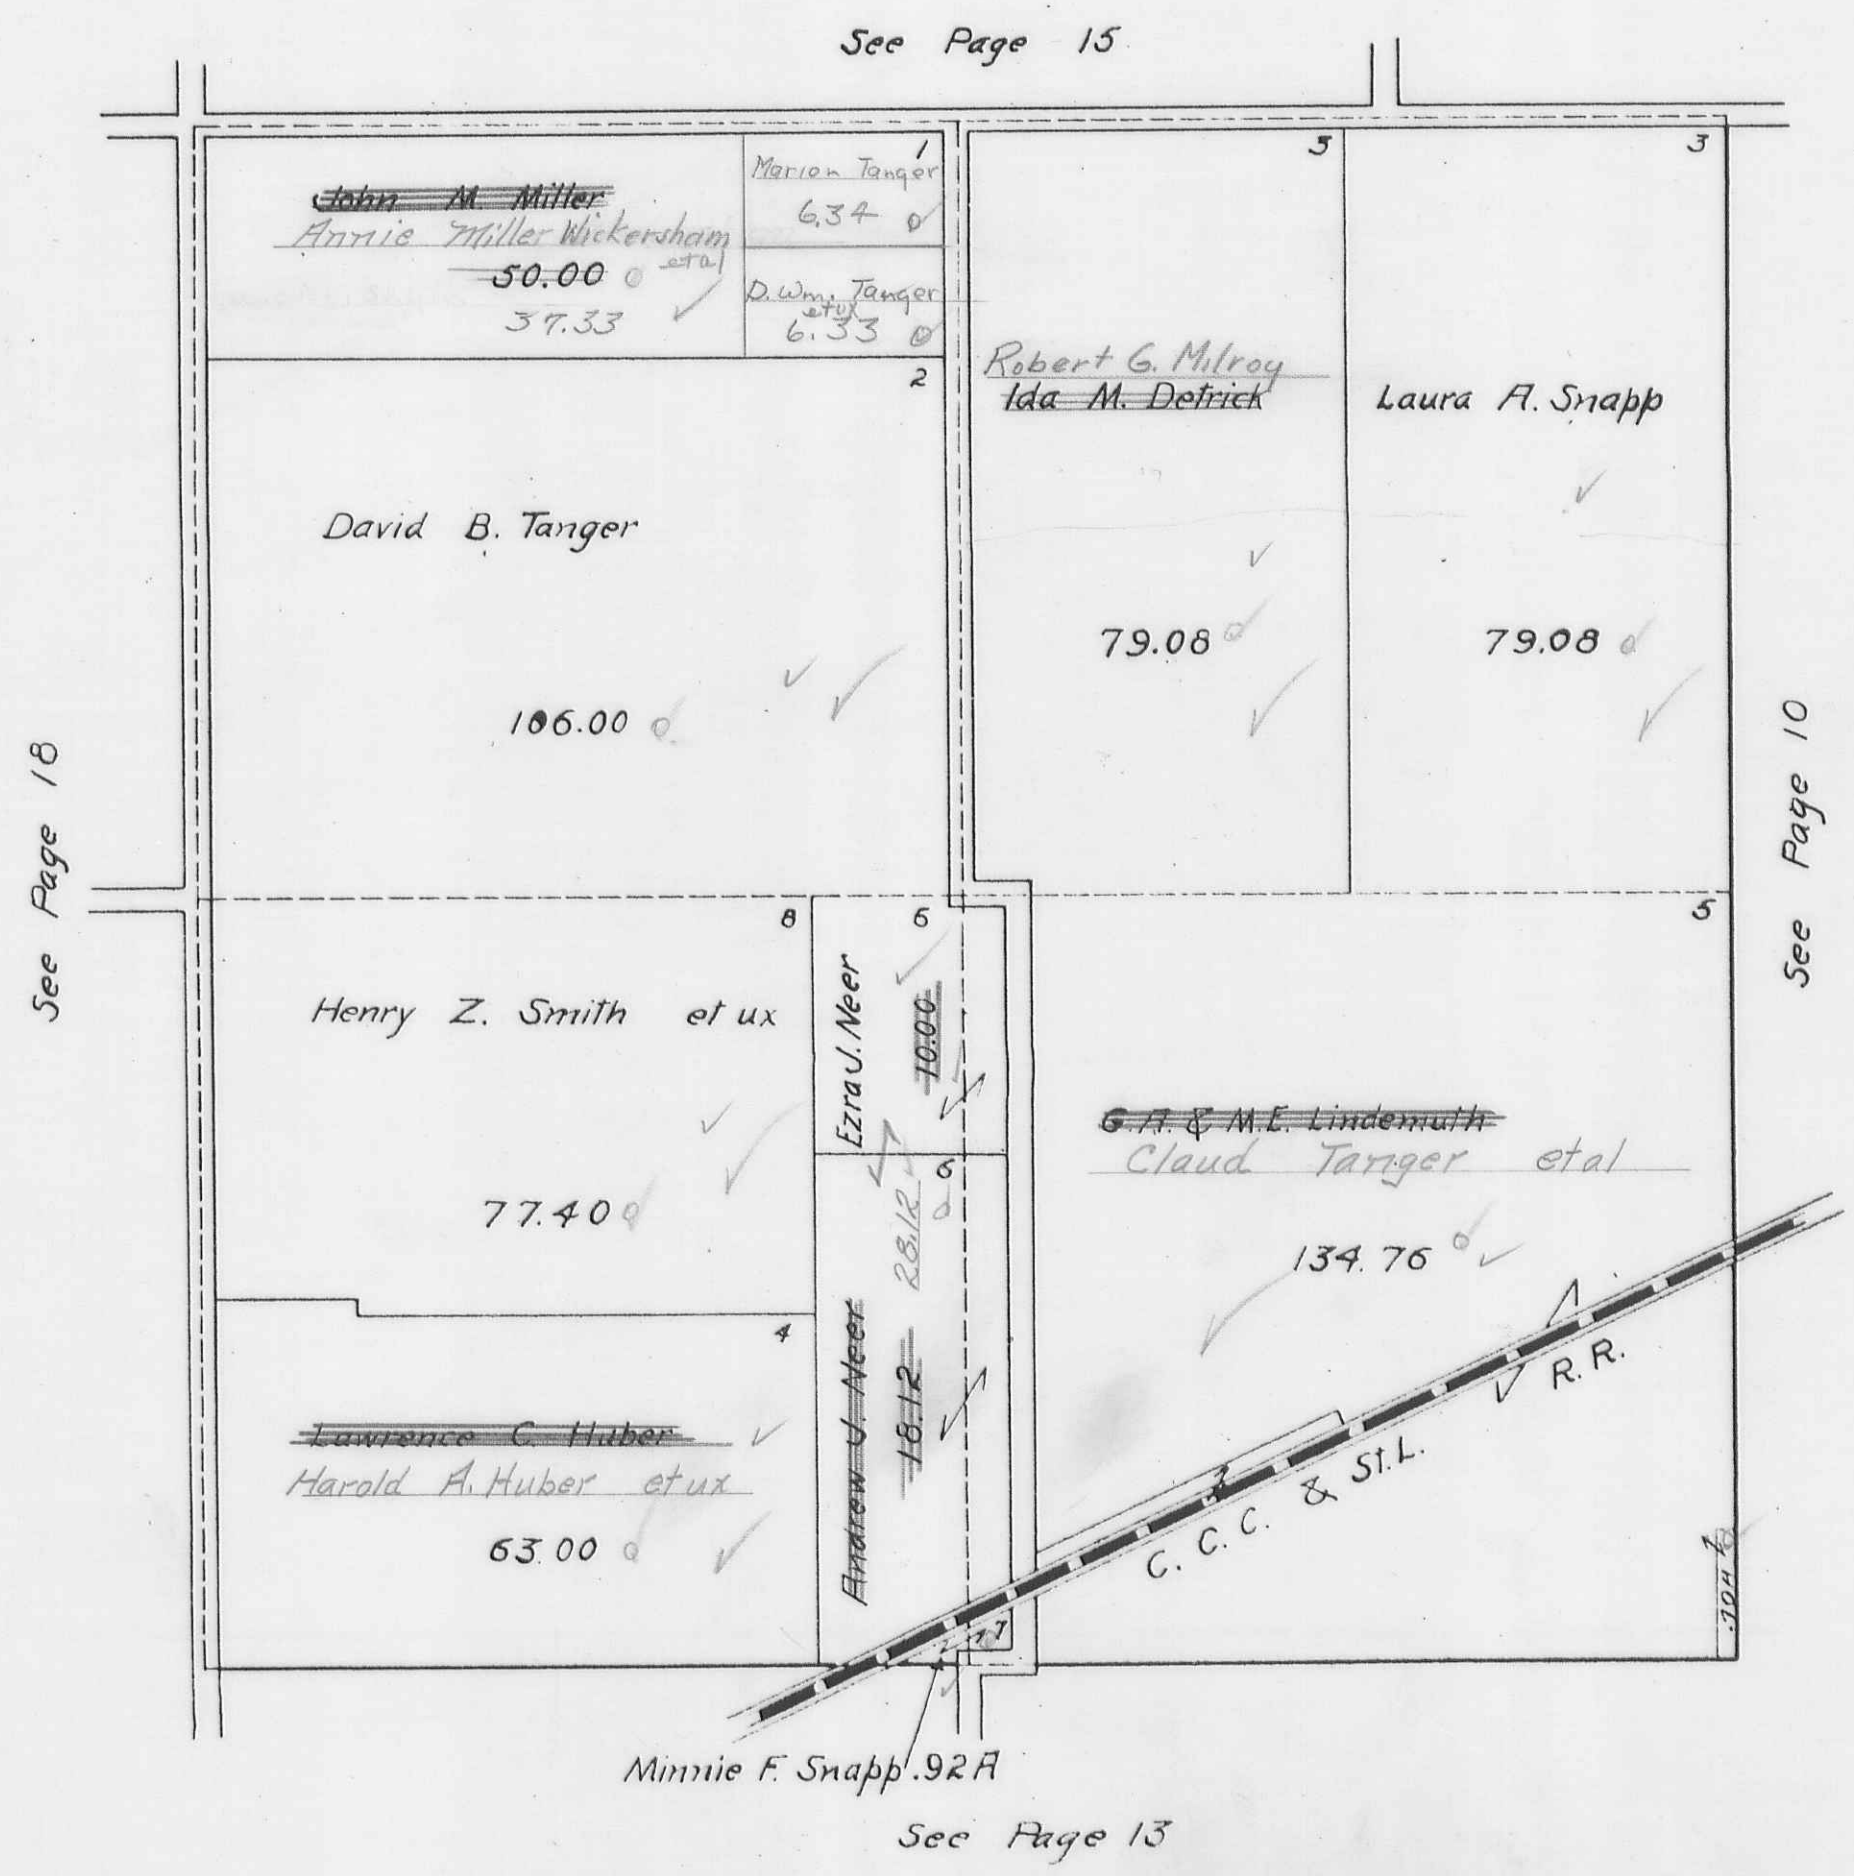 See Page 15
1
John M. Miller
Annie Miller Wickersham
etal
50.00
37.33
Marion Tanger
6.34
D. Wm. Tanger
etux
6.33
2
David B. Tanger
106.00
3
Robert G. Milroy
Ida M. Detrick
79.08
3
Laura A. Snapp
79.08
See Page 18
See Page 10
8
Henry Z. Smith et ux
77.40
6
Ezra J. Neer
10.00
6
28.12
Andrew J. Neer
18.12
5
G. A. & M. E. Lindemuth
Claud Tanger etal
134.76
4
Lawrence C. Huber
Harold A. Huber et ux
63.00
C. C. C. & St. L. R. R.
7
Minnie F. Snapp .92A
See Page 13